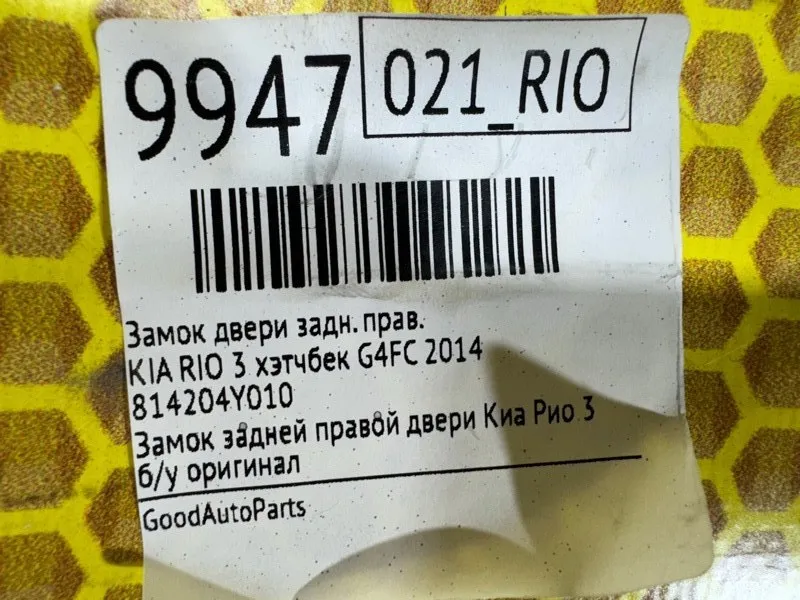 9947 021_RIO
Замок двери задн. прав.
KIA RIO 3 хэтчбек G4FC 2014
814204Y010
Замок задней правой двери Киа Рио 3
б/у оригинал
GoodAutoParts